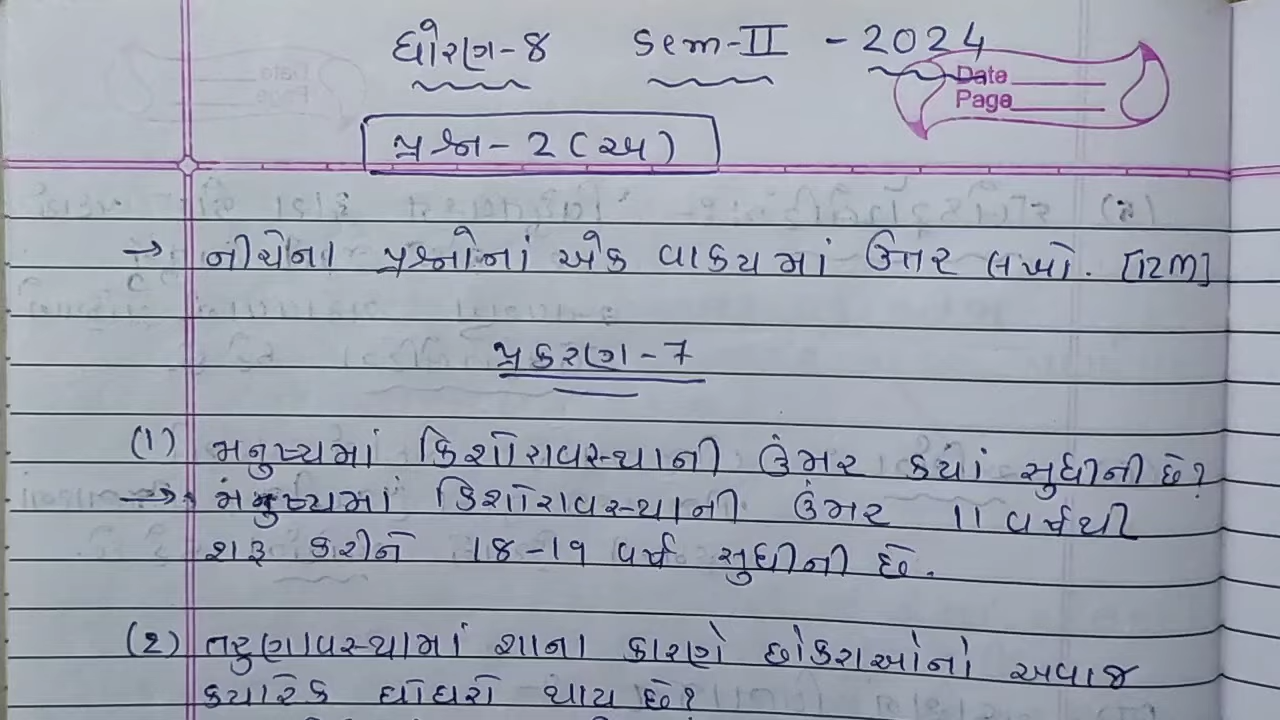 ધોરણ-૪ Sem-II - 2024
Date
Page
પ્રશ્ન - 2 (અ)
→ નીચેના પ્રશ્નોનાં એક વાક્યમાં ઉત્તર લખો. [12M]
પ્રકરણ - 7
(1) મનુષ્યમાં કિશોરાવસ્થાની ઉંમર કયાં સુધીની છે?
→ મનુષ્યમાં કિશોરાવસ્થાની ઉંમર 11 વર્ષથી
શરૂ કરીને 1૪-19 વર્ષ સુધીની છે.
(2) તરુણાવસ્થામાં શાના કારણે છોકરાઓનો અવાજ
ક્યારેક ઘોઘરો થાય છે?